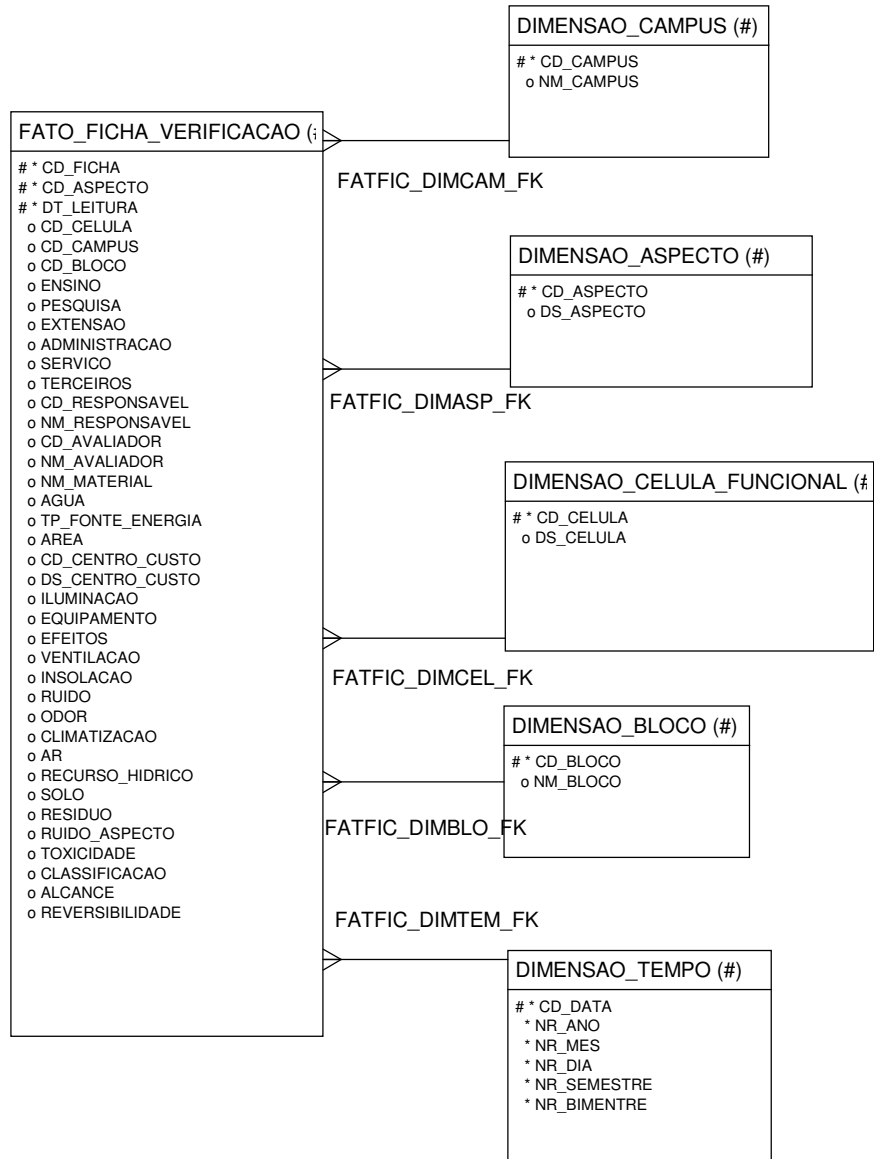 DIMENSAO_CAMPUS (#)
# * CD_CAMPUS
o NM_CAMPUS
FATO_FICHA_VERIFICACAO (#
# * CD_FICHA
# * CD_ASPECTO
# * DT_LEITURA
o CD_CELULA
o CD_CAMPUS
o CD_BLOCO
o ENSINO
o PESQUISA
o EXTENSAO
o ADMINISTRACAO
o SERVICO
o TERCEIROS
o CD_RESPONSAVEL
o NM_RESPONSAVEL
o CD_AVALIADOR
o NM_AVALIADOR
o NM_MATERIAL
o AGUA
o TP_FONTE_ENERGIA
o AREA
o CD_CENTRO_CUSTO
o DS_CENTRO_CUSTO
o ILUMINACAO
o EQUIPAMENTO
o EFEITOS
o VENTILACAO
o INSOLACAO
o RUIDO
o ODOR
o CLIMATIZACAO
o AR
o RECURSO_HIDRICO
o SOLO
o RESIDUO
o RUIDO_ASPECTO
o TOXICIDADE
o CLASSIFICACAO
o ALCANCE
o REVERSIBILIDADE
FATFIC_DIMCAM_FK
DIMENSAO_ASPECTO (#)
# * CD_ASPECTO
o DS_ASPECTO
FATFIC_DIMASP_FK
DIMENSAO_CELULA_FUNCIONAL (#
# * CD_CELULA
o DS_CELULA
FATFIC_DIMCEL_FK
DIMENSAO_BLOCO (#)
# * CD_BLOCO
o NM_BLOCO
FATFIC_DIMBLO_FK
FATFIC_DIMTEM_FK
DIMENSAO_TEMPO (#)
# * CD_DATA
* NR_ANO
* NR_MES
* NR_DIA
* NR_SEMESTRE
* NR_BIMENTRE